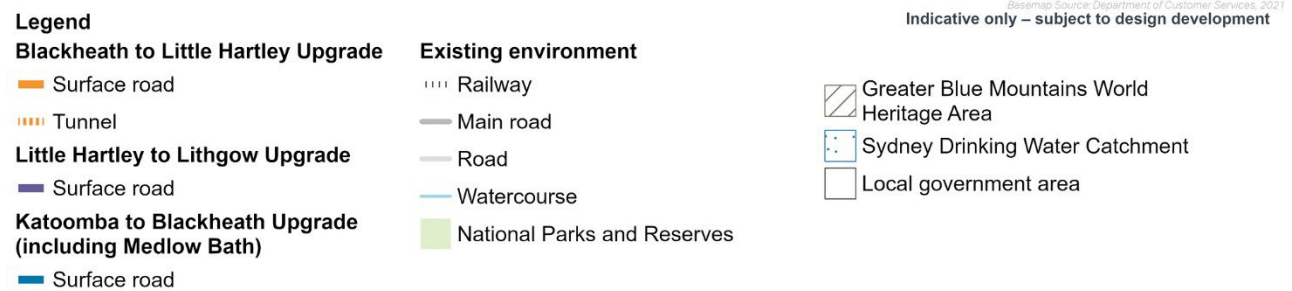 Basemap Source: Department of Customer Services, 2021
Indicative only – subject to design development
Legend
Blackheath to Little Hartley Upgrade
Surface road
Tunnel
Little Hartley to Lithgow Upgrade
Surface road
Katoomba to Blackheath Upgrade
(including Medlow Bath)
Surface road
Existing environment
Railway
Main road
Road
Watercourse
National Parks and Reserves
Greater Blue Mountains World
Heritage Area
Sydney Drinking Water Catchment
Local government area